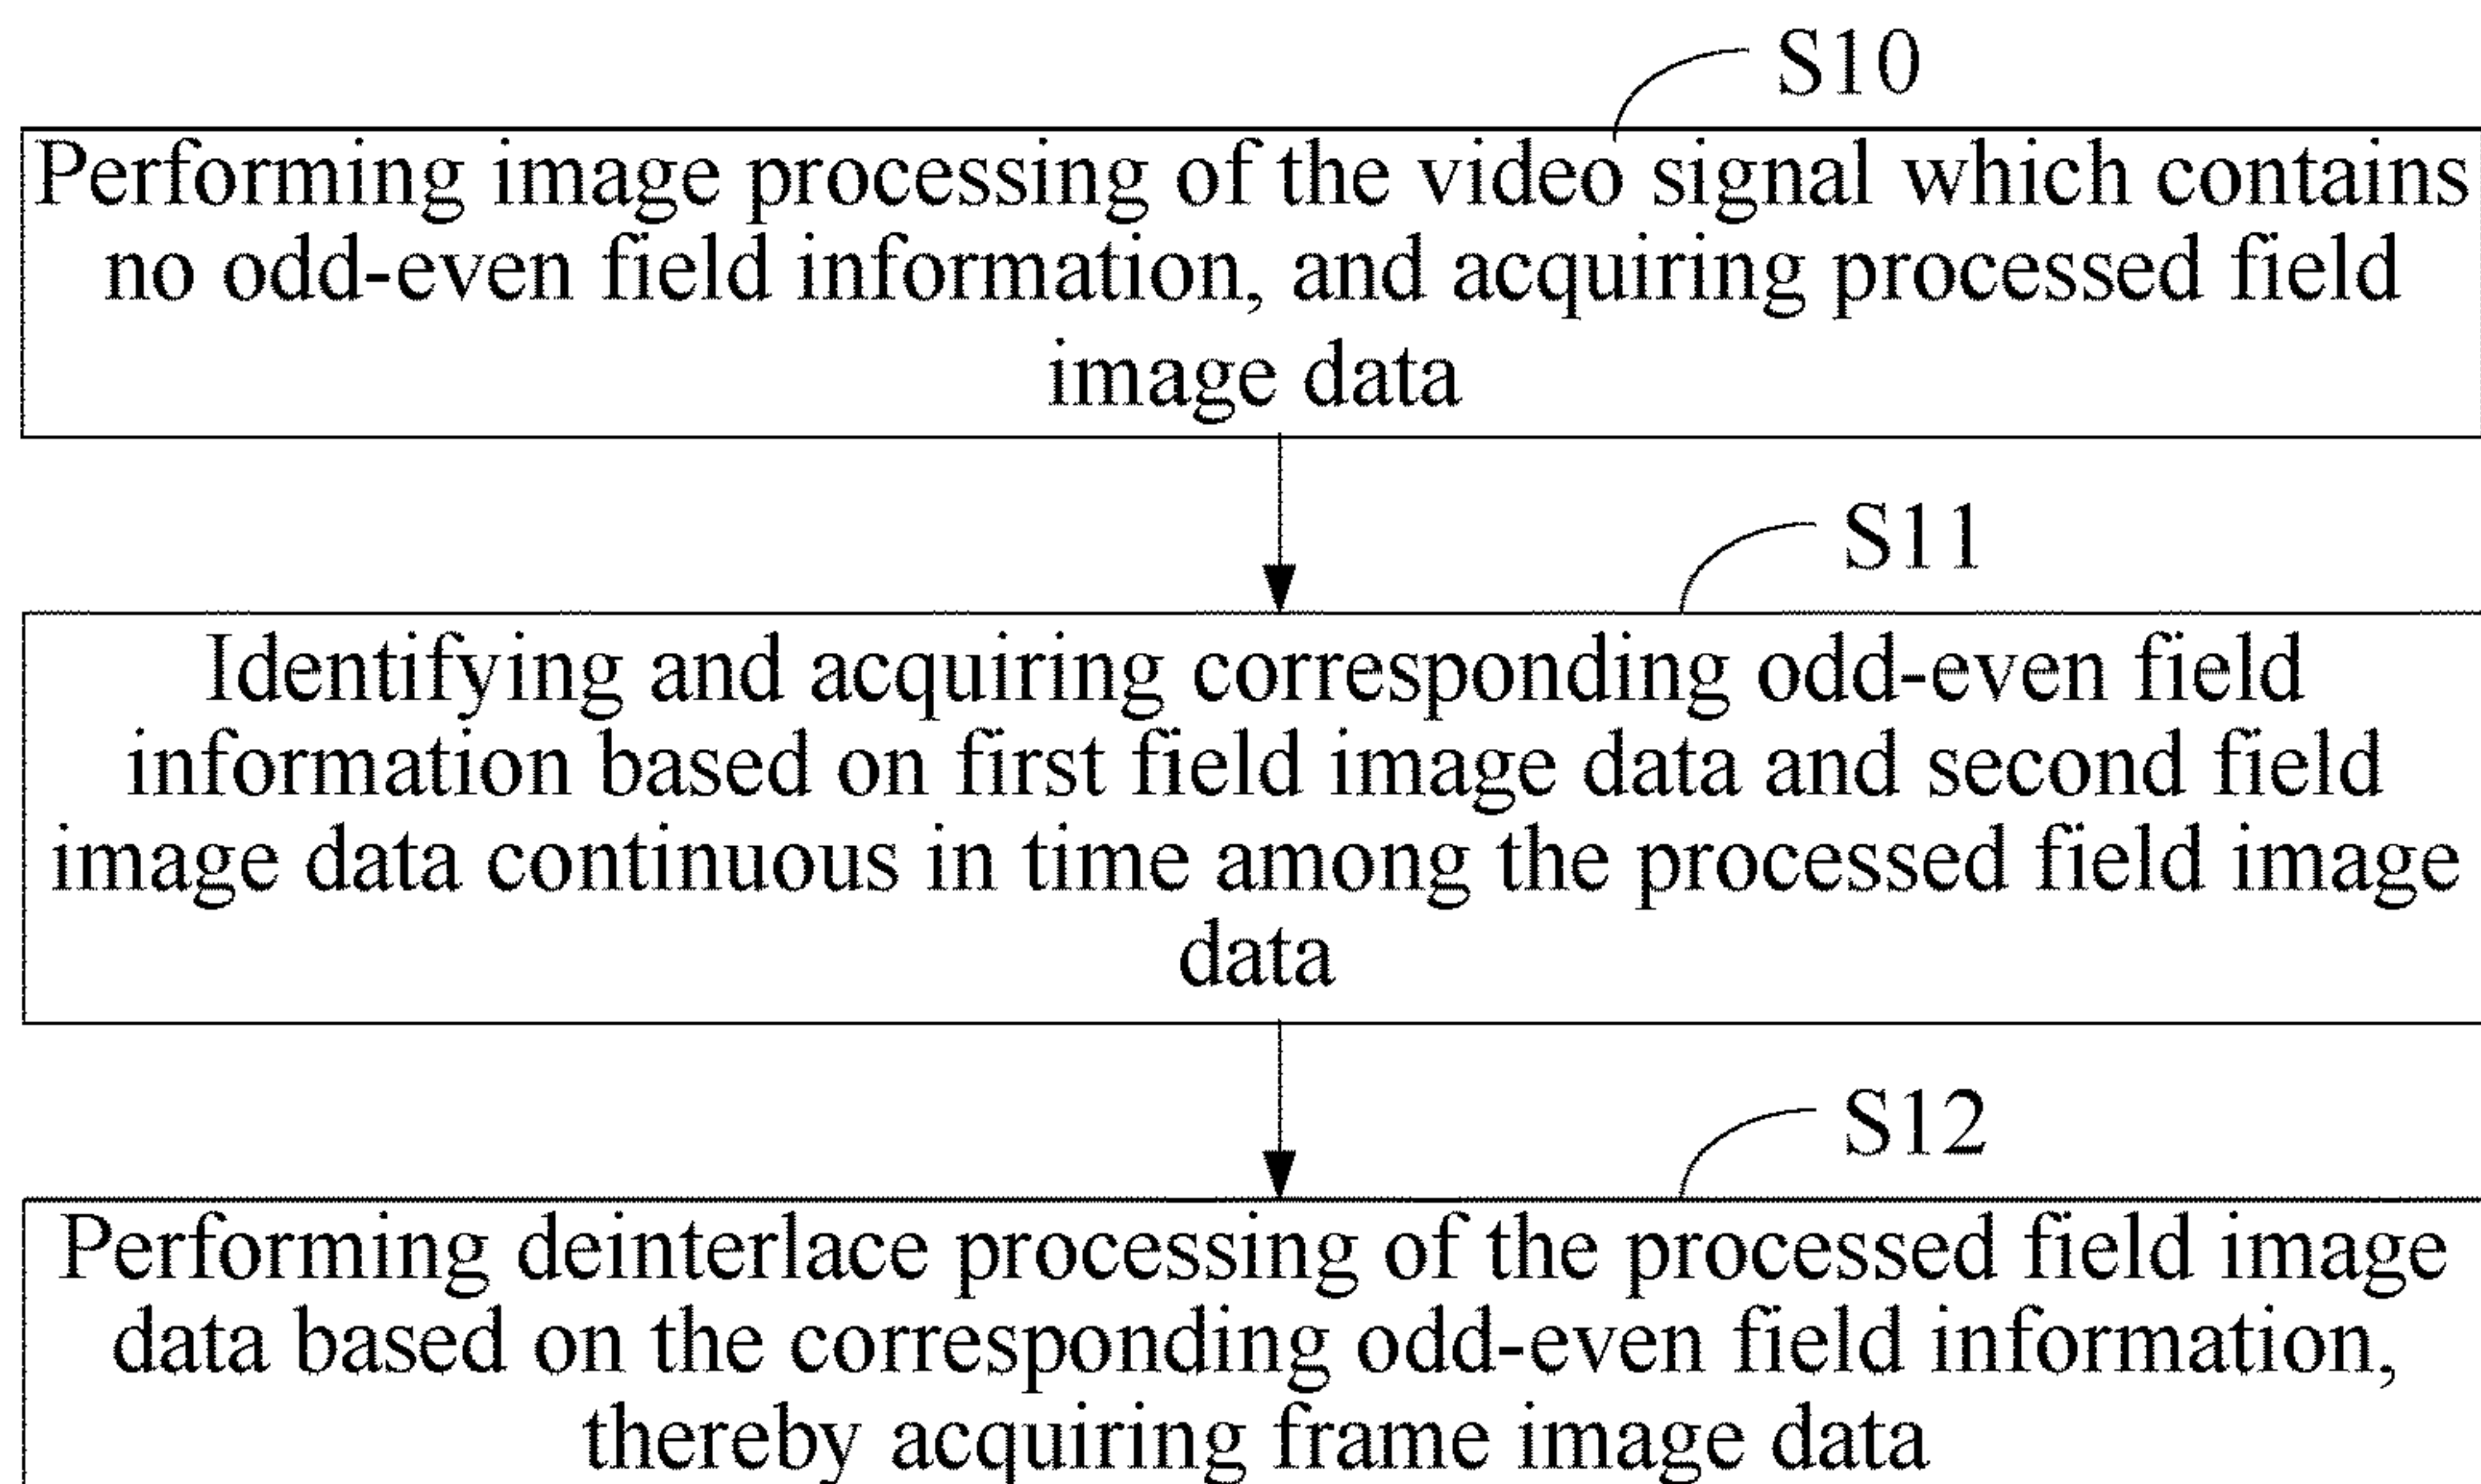 S10
Performing image processing of the video signal which contains
no odd-even field information, and acquiring processed field
image data
S11
Identifying and acquiring corresponding odd-even field
information based on first field image data and second field
image data continuous in time among the processed field image
data
S12
Performing deinterlace processing of the processed field image
data based on the corresponding odd-even field information,
thereby acquiring frame image data